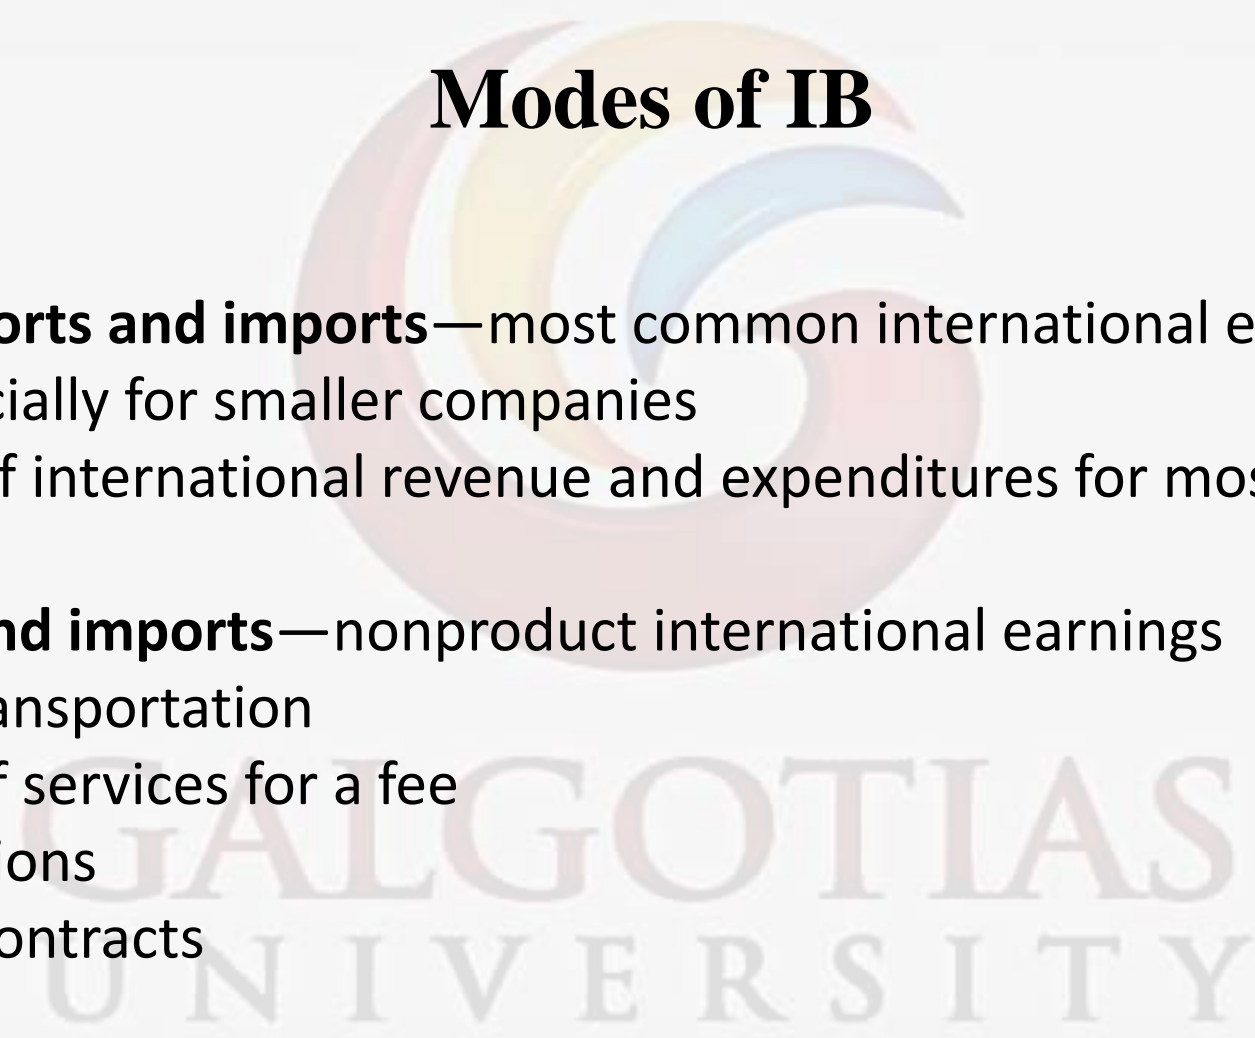 Modes of IB
orts and imports—most common international e
cially for smaller companies
f international revenue and expenditures for mos
nd imports—nonproduct international earnings
ansportation
f services for a fee
GALGOTIAS
ions
ontracts
UNIVERSITY